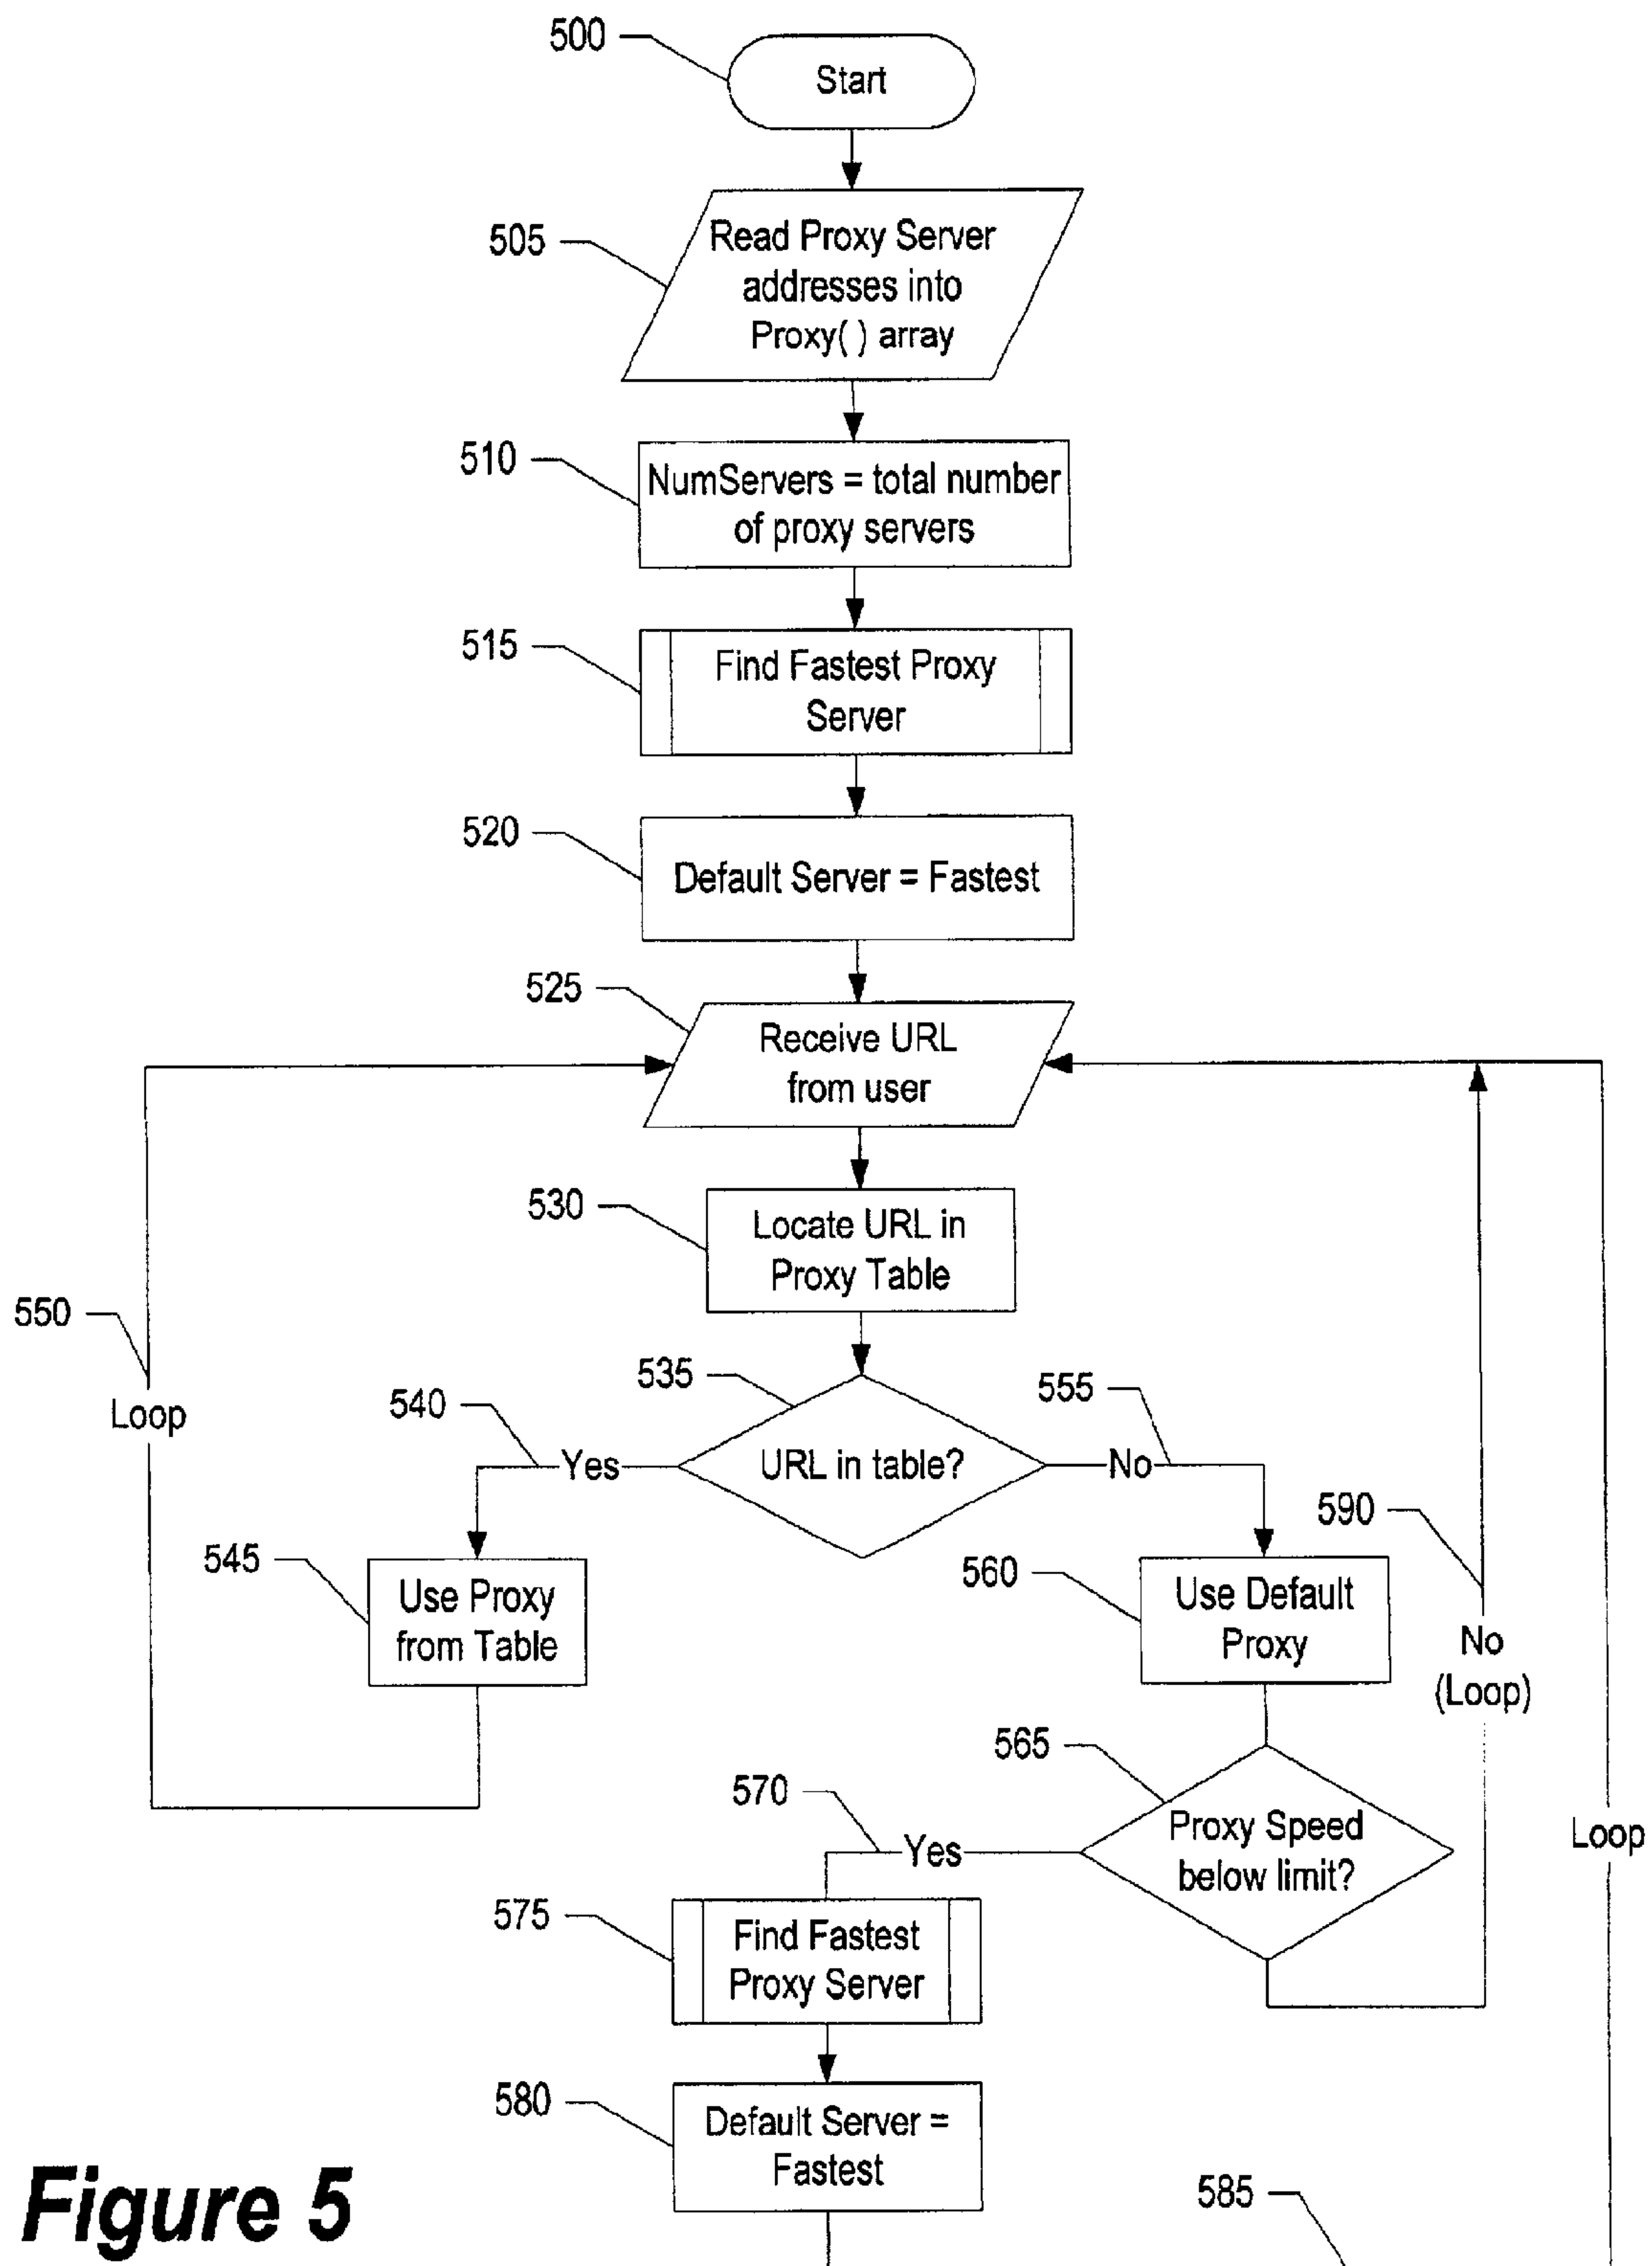 500
Start
505
Read Proxy Server
addresses into
Proxy( ) array
510
NumServers = total number
of proxy servers
515
Find Fastest Proxy
Server
520
Default Server = Fastest
525
Receive URL
from user
530
Locate URL in
Proxy Table
550
Loop
535
540
555
Yes
URL in table?
No
590
545
Use Proxy
from Table
560
Use Default
Proxy
No
(Loop)
565
570
Yes
Proxy Speed
below limit?
Loop
575
Find Fastest
Proxy Server
580
Default Server =
Fastest
585
Figure 5